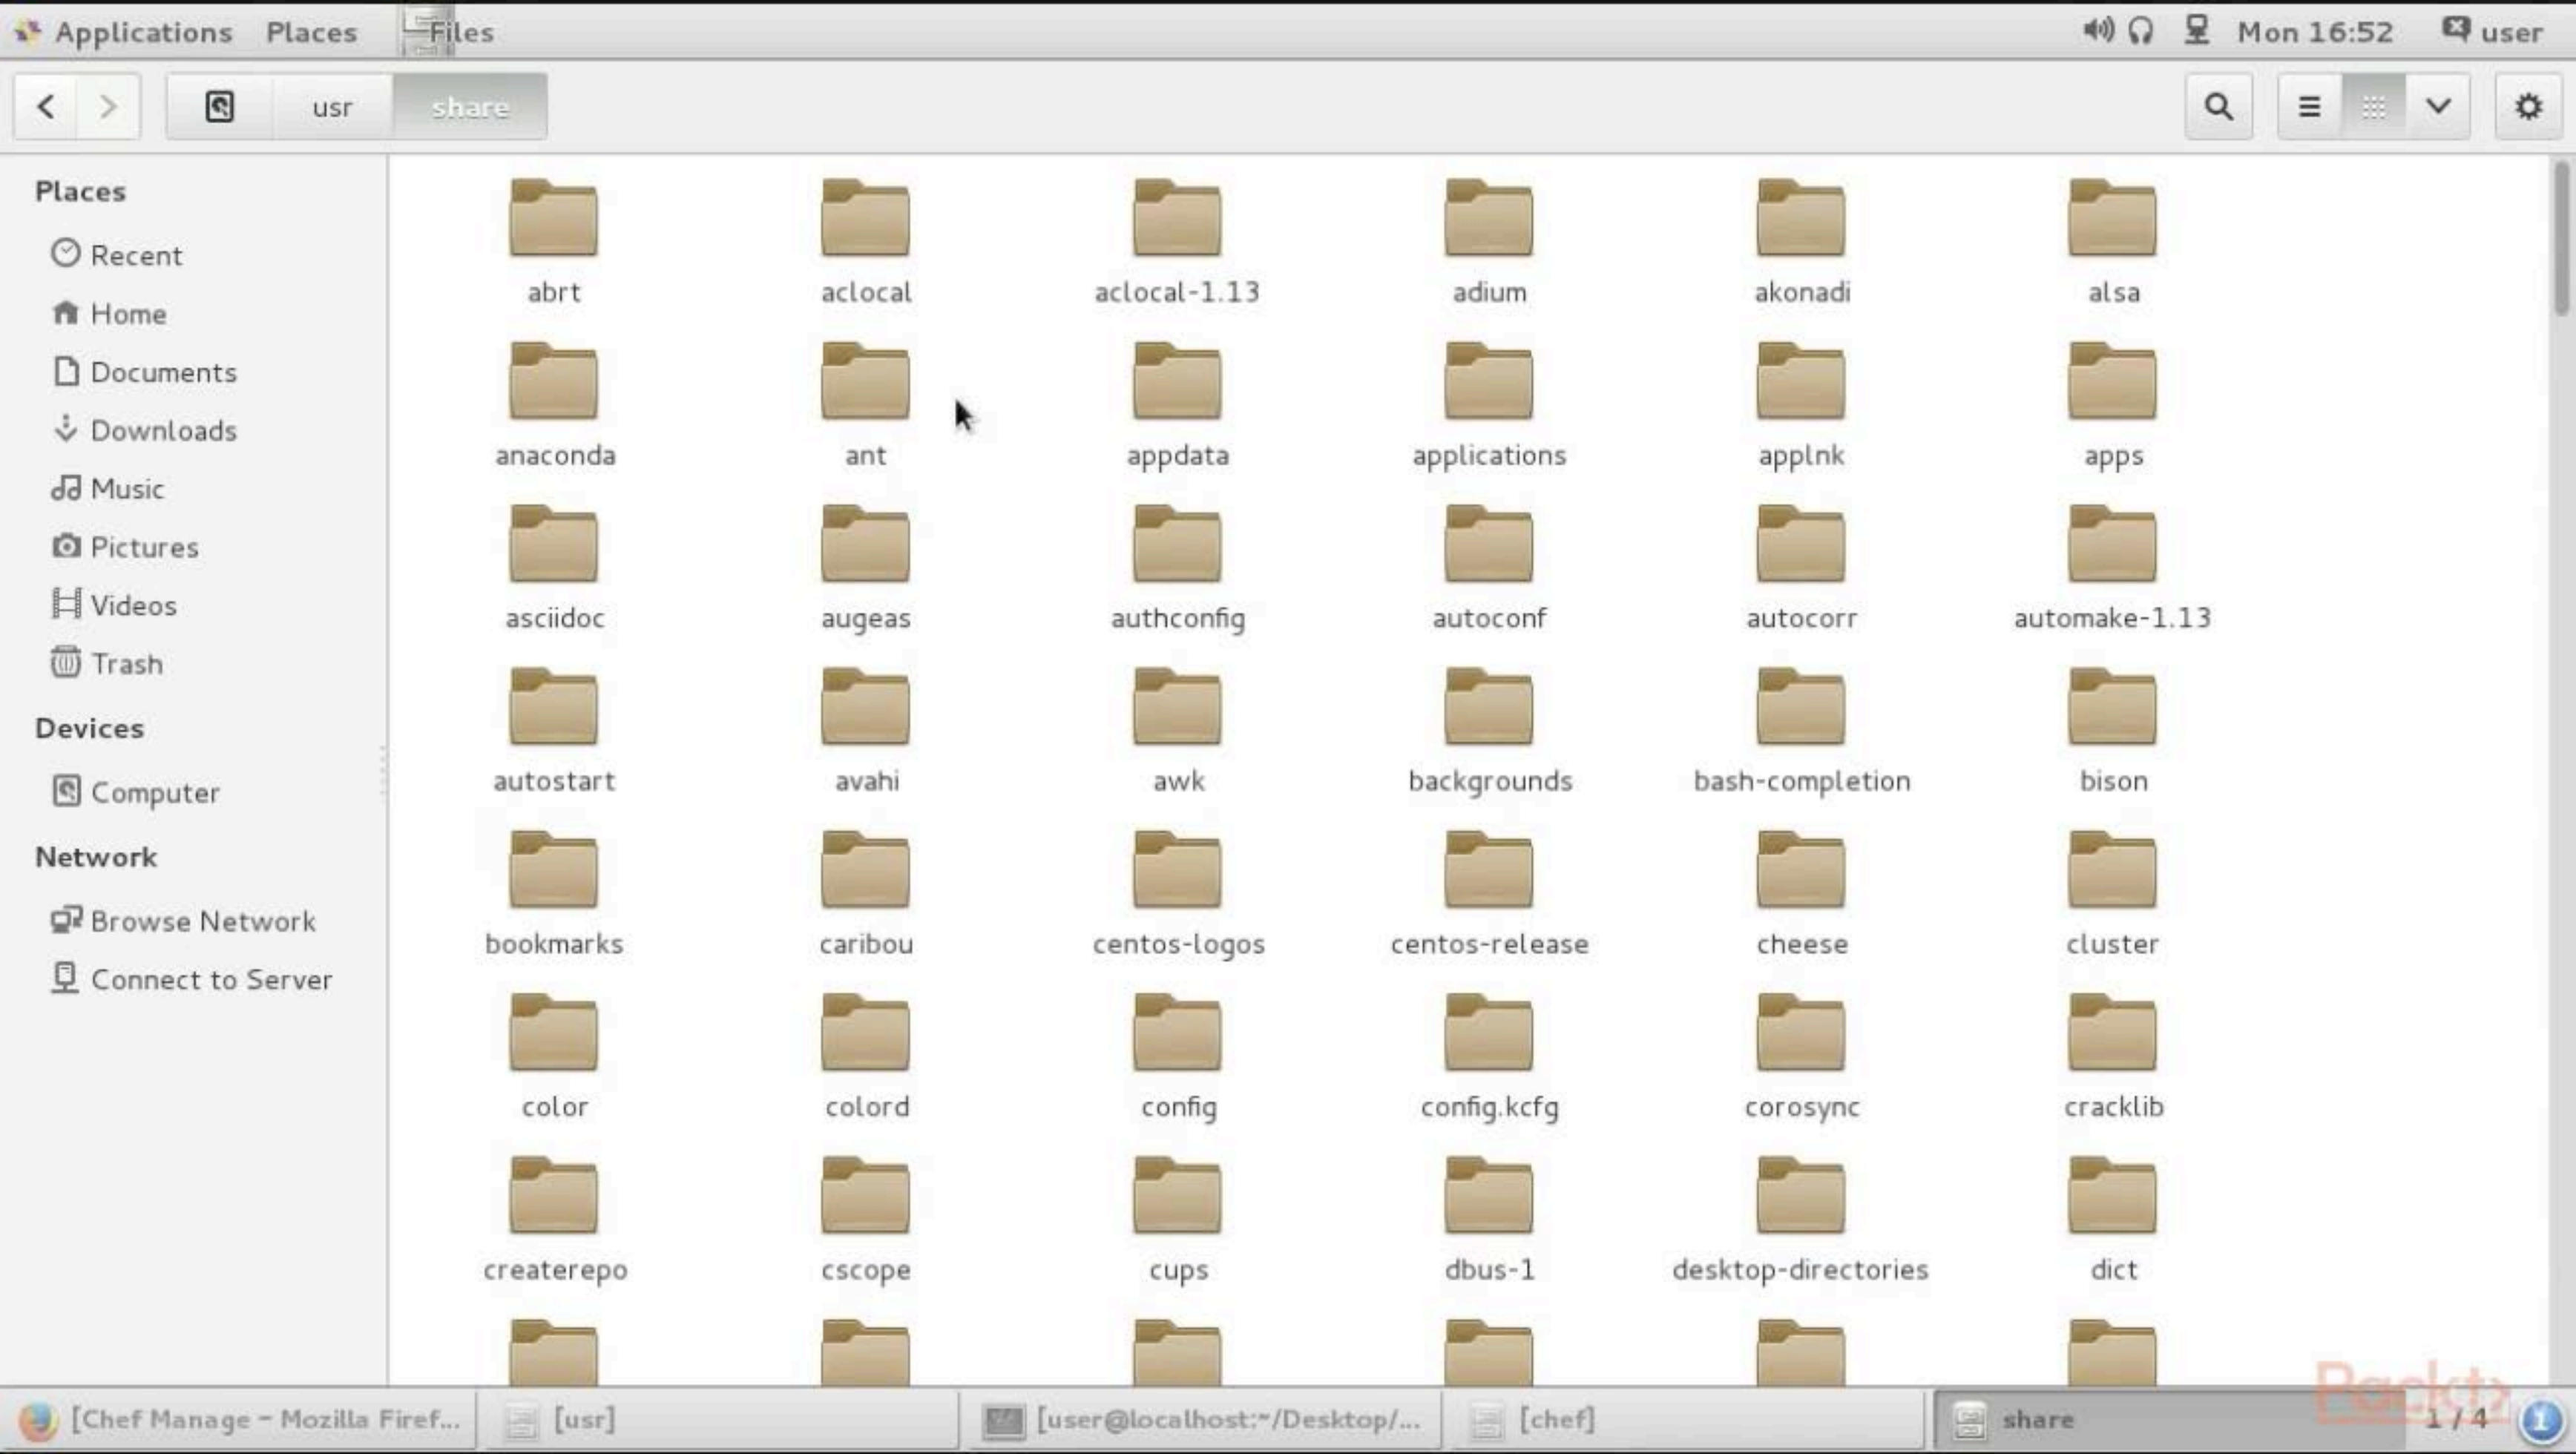 Applications Places Files Mon 16:52 user
usr share
Places
Recent
Home
Documents
Downloads
Music
Pictures
Videos
Trash
Devices
Computer
Network
Browse Network
Connect to Server
abrt aclocal aclocal-1.13 adium akonadi alsa
anaconda ant appdata applications applnk apps
asciidoc augeas authconfig autoconf autocorr automake-1.13
autostart avahi awk backgrounds bash-completion bison
bookmarks caribou centos-logos centos-release cheese cluster
color colord config config.kcfg corosync cracklib
createrepo cscope cups dbus-1 desktop-directories dict
Packt>
[Chef Manage - Mozilla Firef... [usr] [user@localhost:~/Desktop/... [chef] share 1 / 4 1